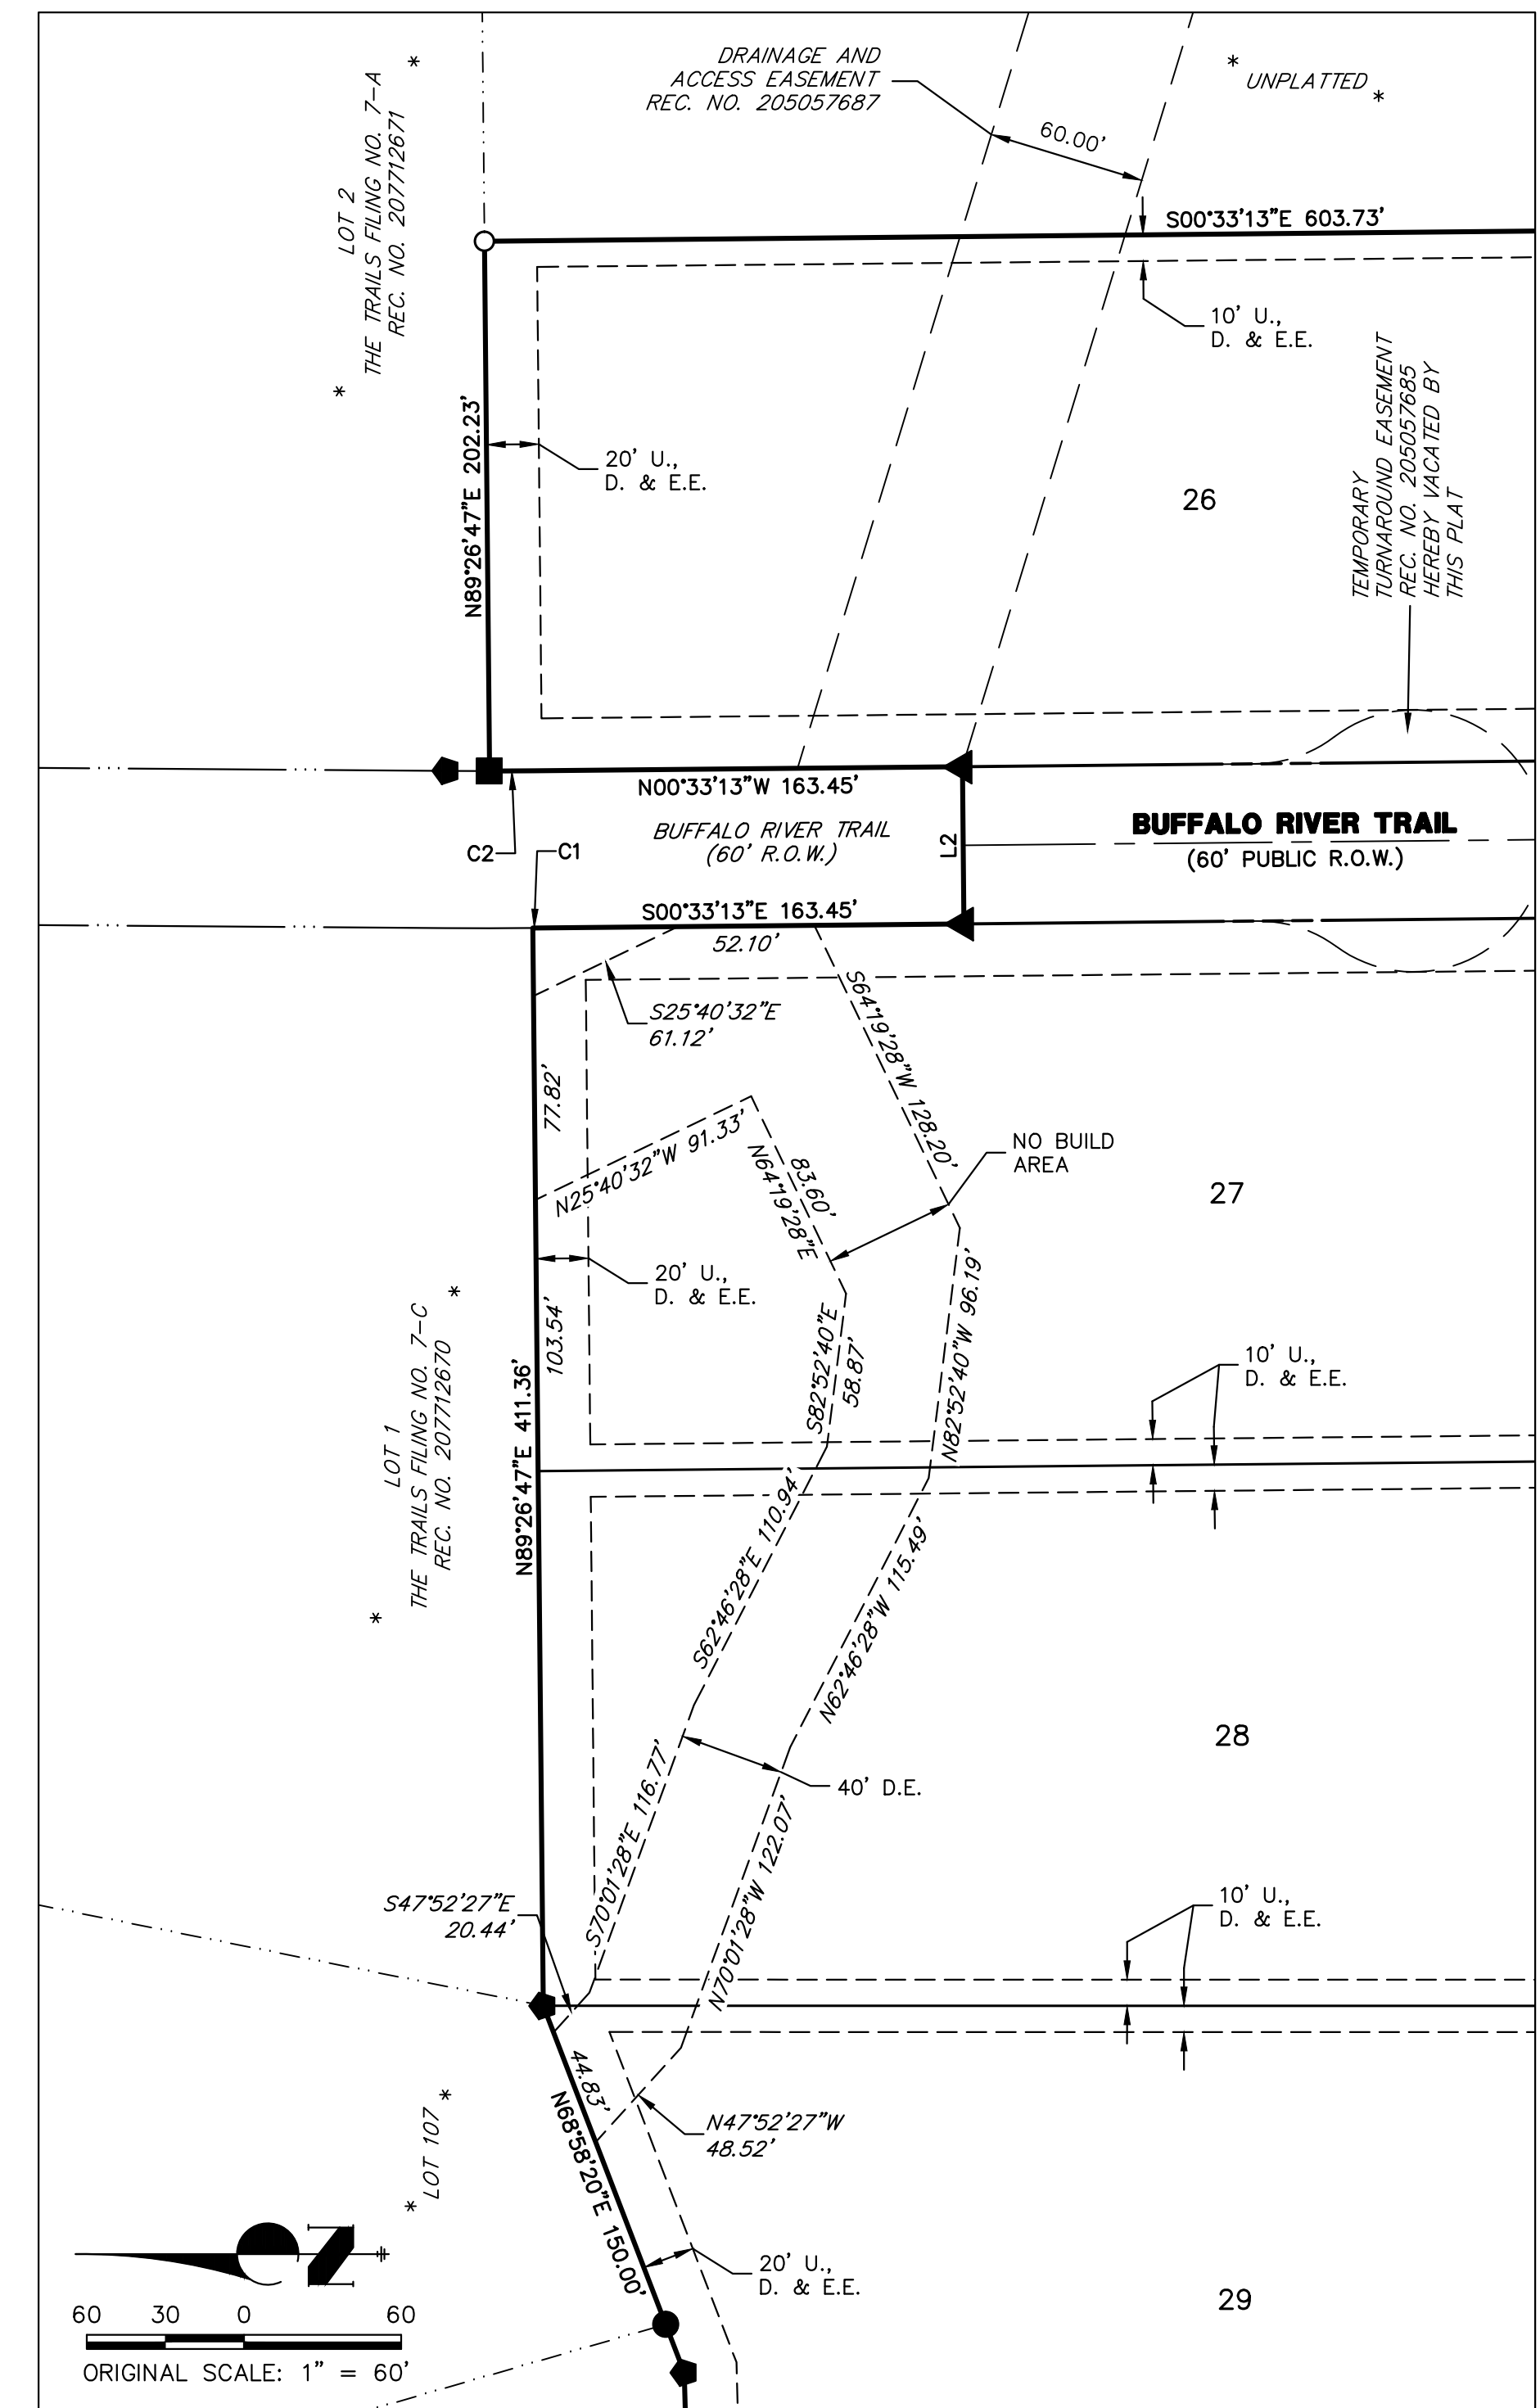 DRAINAGE AND
ACCESS EASEMENT
REC. NO. 205057687
* UNPLATTED *
60.00'
S00°33'13"E 603.73'
* LOT 2
THE TRAILS FILING NO. 7-A
REC. NO. 207712671 *
10' U.,
D. & E.E.
20' U.,
D. & E.E.
N89°26'47"E 202.23'
26
TEMPORARY
TURNAROUND EASEMENT
REC. NO. 205057685
HEREBY VACATED BY
THIS PLAT
N00°33'13"W 163.45'
BUFFALO RIVER TRAIL
(60' R.O.W.)
C2
C1
L2
BUFFALO RIVER TRAIL
(60' PUBLIC R.O.W.)
S00°33'13"E 163.45'
52.10'
S25°40'32"E
61.12'
S64°19'28"W 128.20'
77.82'
N25°40'32"W 91.33'
83.60'
N64°19'28"E
NO BUILD
AREA
27
20' U.,
D. & E.E.
103.54'
S82°52'40"E
58.87'
N82°52'40"W 96.19'
10' U.,
D. & E.E.
* LOT 1
THE TRAILS FILING NO. 7-C
REC. NO. 207712670 *
N89°26'47"E 411.36'
S62°46'28"E 110.94'
N62°46'28"W 115.49'
28
40' D.E.
S70°01'28"E 116.77'
N70°01'28"W 122.07'
S47°52'27"E
20.44'
10' U.,
D. & E.E.
44.83'
N68°58'20"E 150.00'
N47°52'27"W
48.52'
* LOT 107 *
20' U.,
D. & E.E.
29
N
60 30 0 60
ORIGINAL SCALE: 1" = 60'